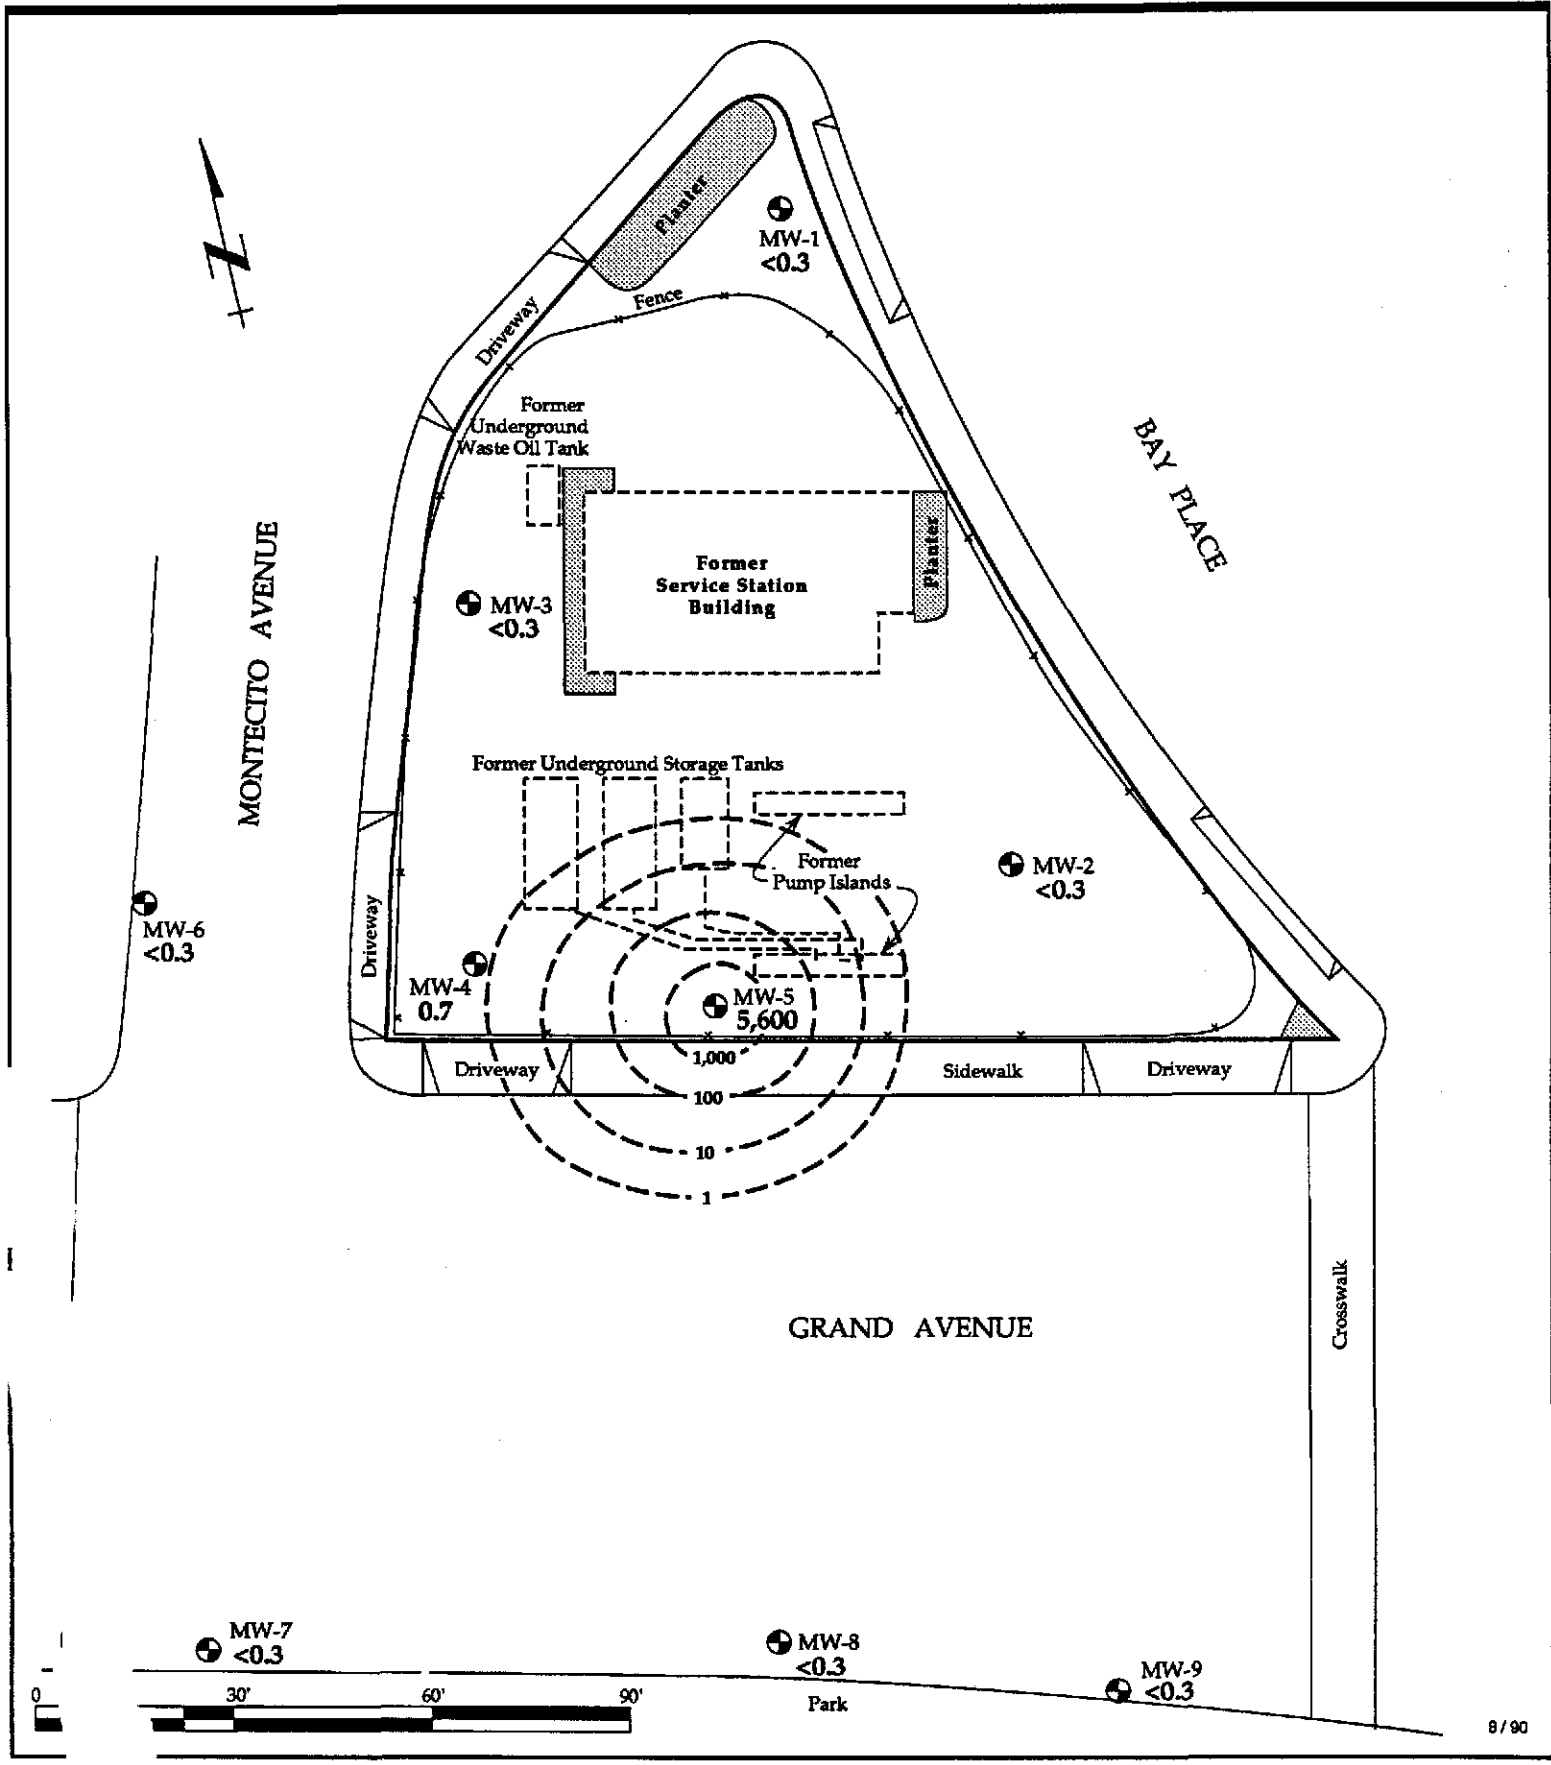 Planter
MW-1
<0.3
Fence
Driveway
N
Former
Underground
Waste Oil Tank
BAY PLACE
MONTECITO AVENUE
Former
Service Station
Building
Planter
MW-3
<0.3
Former Underground Storage Tanks
Former
Pump Islands
MW-2
<0.3
MW-6
<0.3
Driveway
MW-4
0.7
MW-5
5,600
1,000
Driveway
Sidewalk
Driveway
100
10
1
GRAND AVENUE
Crosswalk
MW-7
<0.3
MW-8
<0.3
MW-9
<0.3
0 30' 60' 90'
Park
8/90